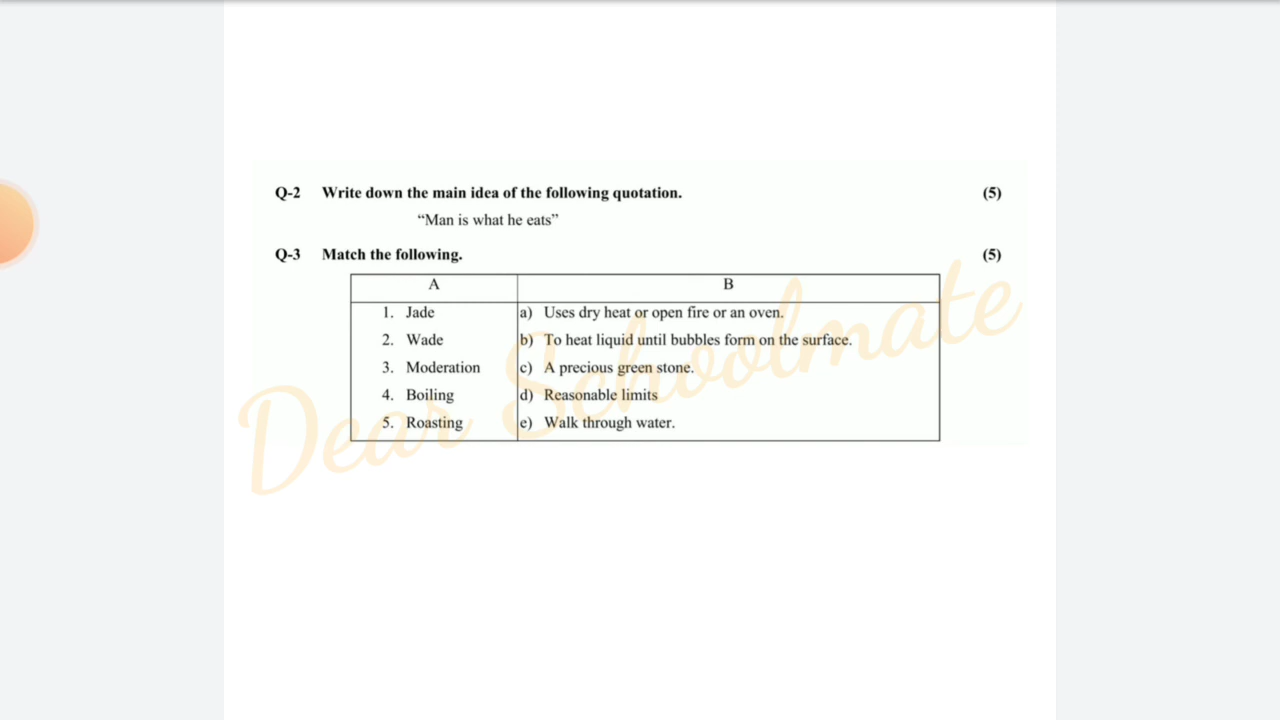 Q-2 Write down the main idea of the following quotation. (5)
“Man is what he eats”
Q-3 Match the following. (5)
A B
1. Jade a) Uses dry heat or open fire or an oven.
2. Wade b) To heat liquid until bubbles form on the surface.
3. Moderation c) A precious green stone.
4. Boiling d) Reasonable limits
5. Roasting e) Walk through water.
Dear Schoolmate